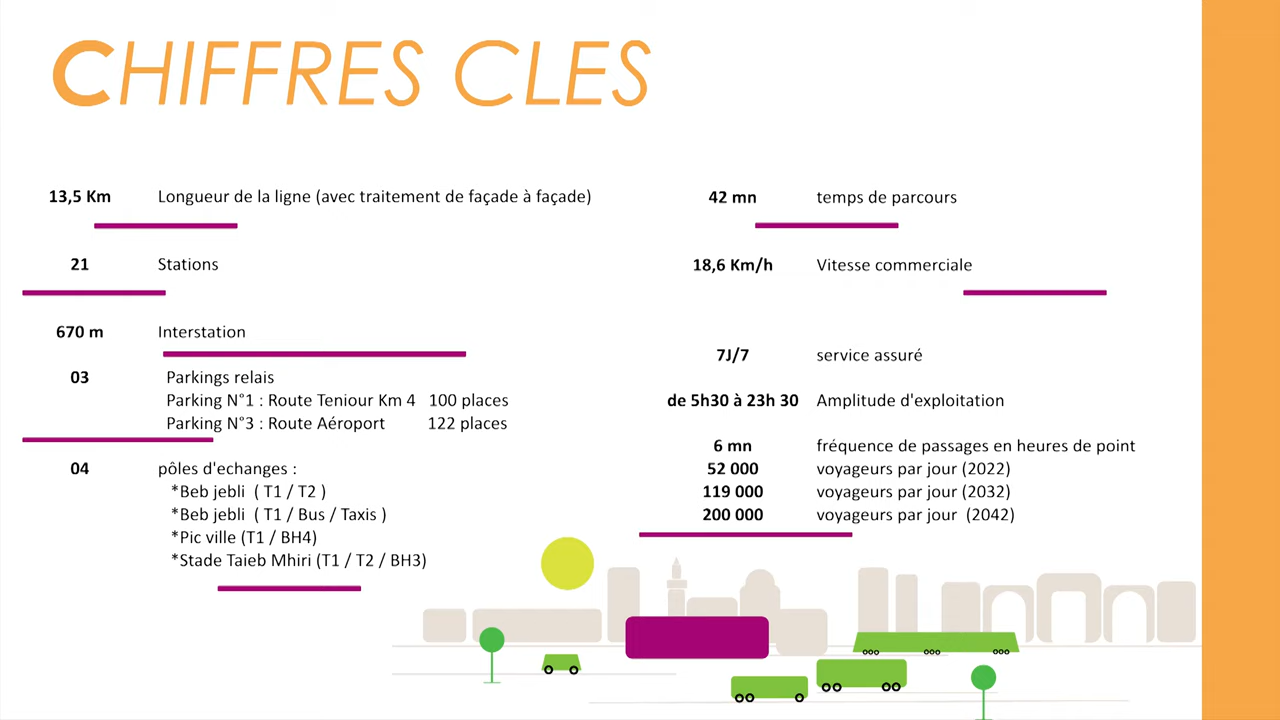 CHIFFRES CLES
13,5 Km Longueur de la ligne (avec traitement de façade à façade)
21 Stations
670 m Interstation
03 Parkings relais
Parking N°1 : Route Teniour Km 4 100 places
Parking N°3 : Route Aéroport 122 places
04 pôles d'echanges :
*Beb jebli ( T1 / T2 )
*Beb jebli ( T1 / Bus / Taxis )
*Pic ville (T1 / BH4)
*Stade Taieb Mhiri (T1 / T2 / BH3)
42 mn temps de parcours
18,6 Km/h Vitesse commerciale
7J/7 service assuré
de 5h30 à 23h 30 Amplitude d'exploitation
6 mn fréquence de passages en heures de point
52 000 voyageurs par jour (2022)
119 000 voyageurs par jour (2032)
200 000 voyageurs par jour (2042)